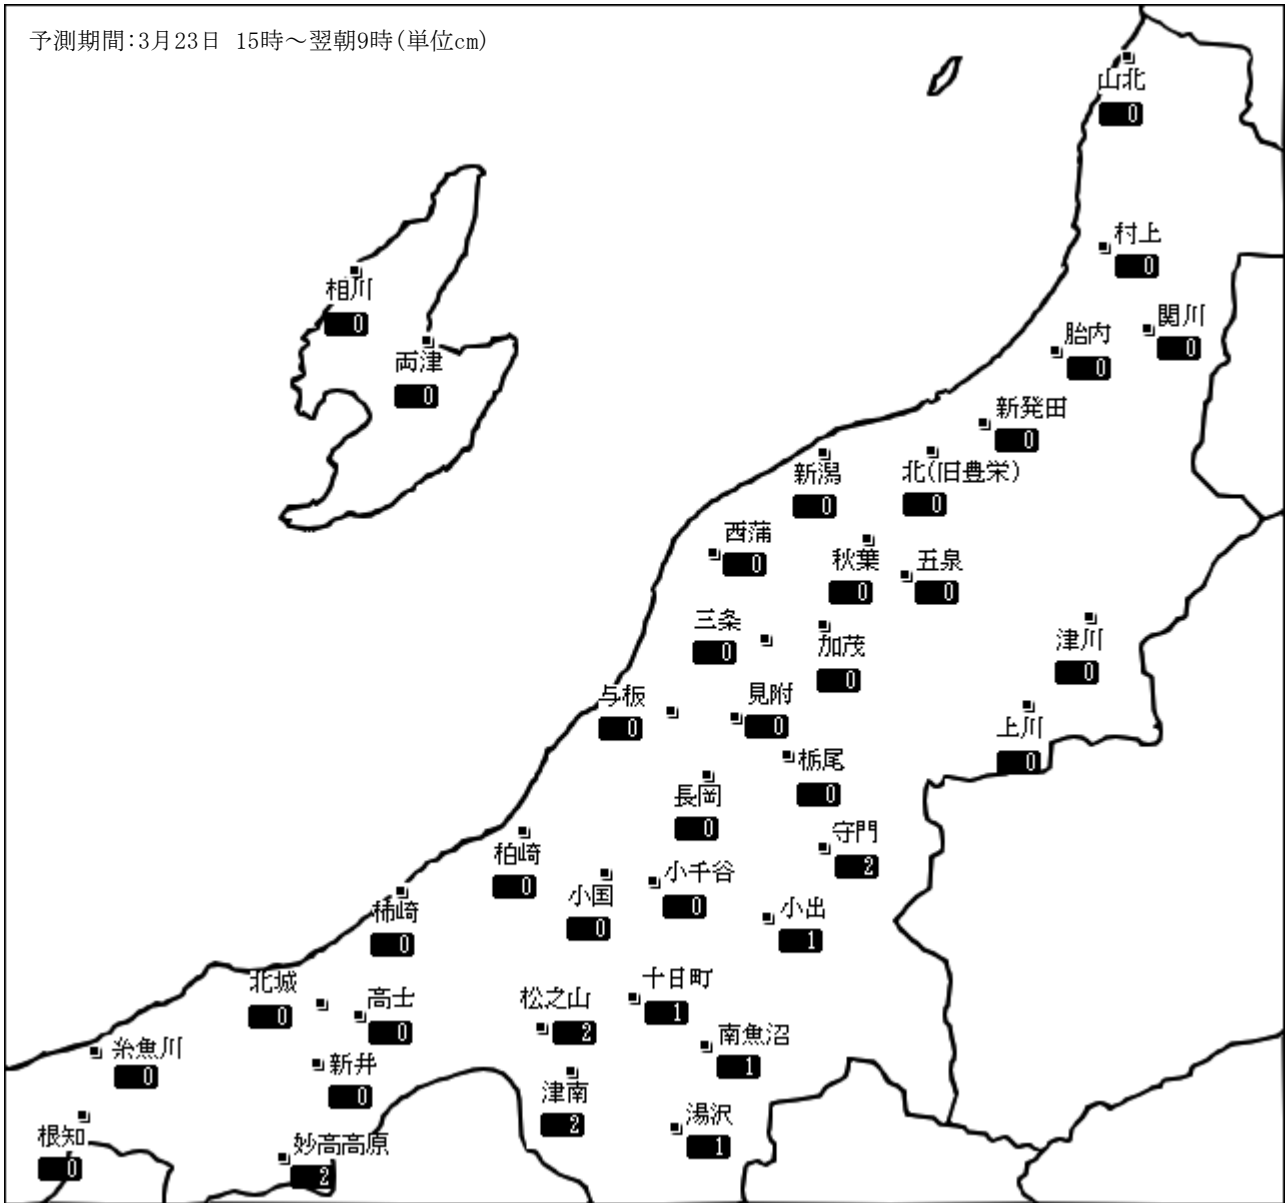 予測期間:3月23日 15時～翌朝9時(単位cm)
山北
0
村上
0
相川
0
関川
0
胎内
0
両津
0
新発田
0
新潟
0
北(旧豊栄)
0
西蒲
0
秋葉
0
五泉
0
三条
0
加茂
0
津川
0
与板
0
見附
0
上川
0
栃尾
0
長岡
0
守門
2
柏崎
0
小国
0
小千谷
0
小出
1
柿崎
0
北城
0
高士
0
松之山
2
十日町
1
南魚沼
1
糸魚川
0
新井
0
津南
2
湯沢
1
根知
0
妙高高原
2